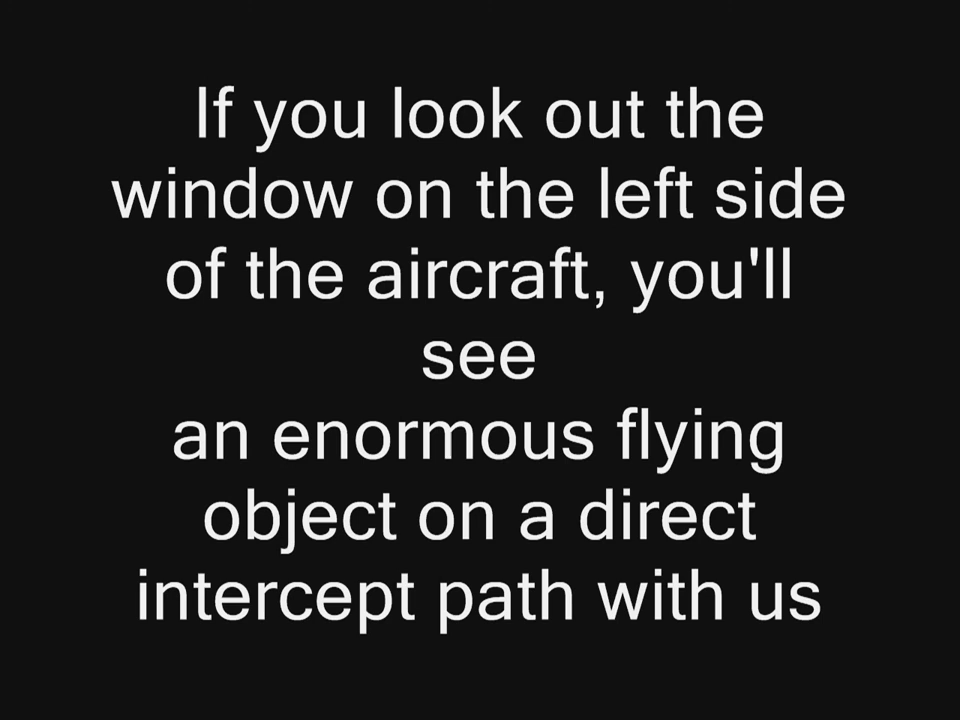 If you look out the
window on the left side
of the aircraft, you'll
see
an enormous flying
object on a direct
intercept path with us